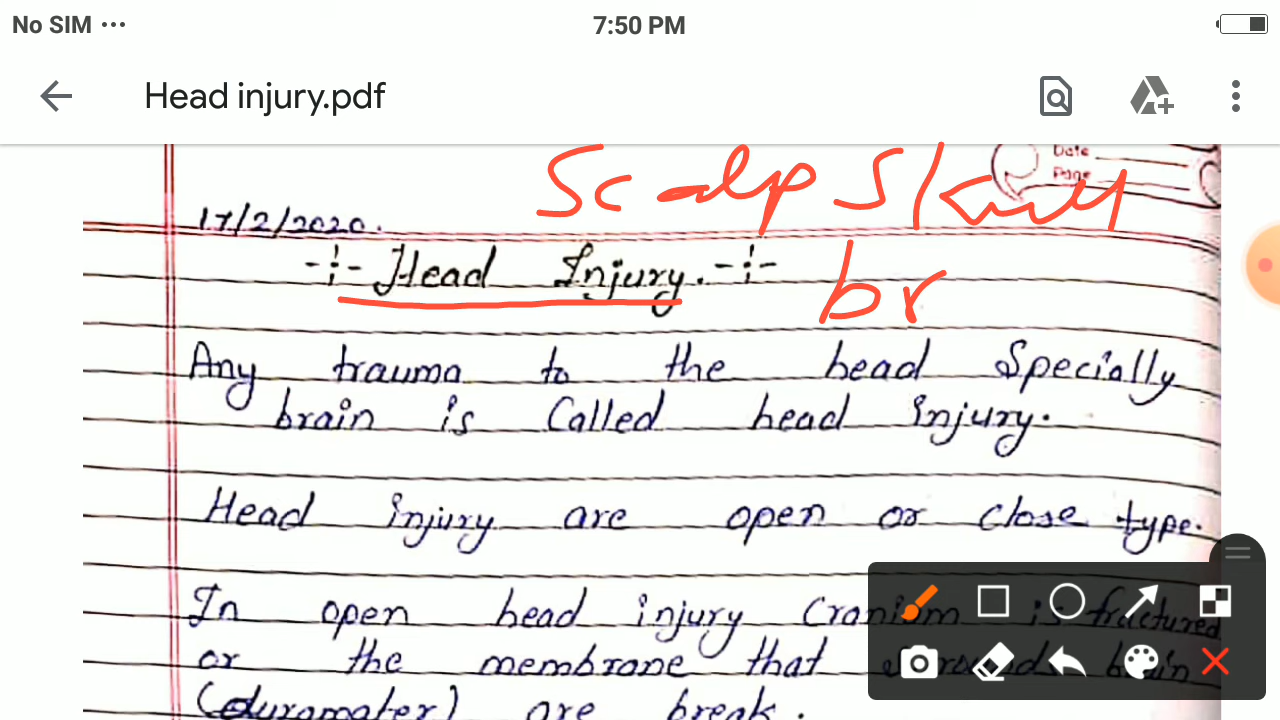 No SIM ··· 7:50 PM
Head injury.pdf
Scalp Skull
Date
Page
17/2/2020.
Head Injury.
br
Any trauma to the head Specially
brain is Called head injury.
Head injury are open or close type.
In open head injury Cranium is fractured
or the membrane that surround brain
(duramater) are break.